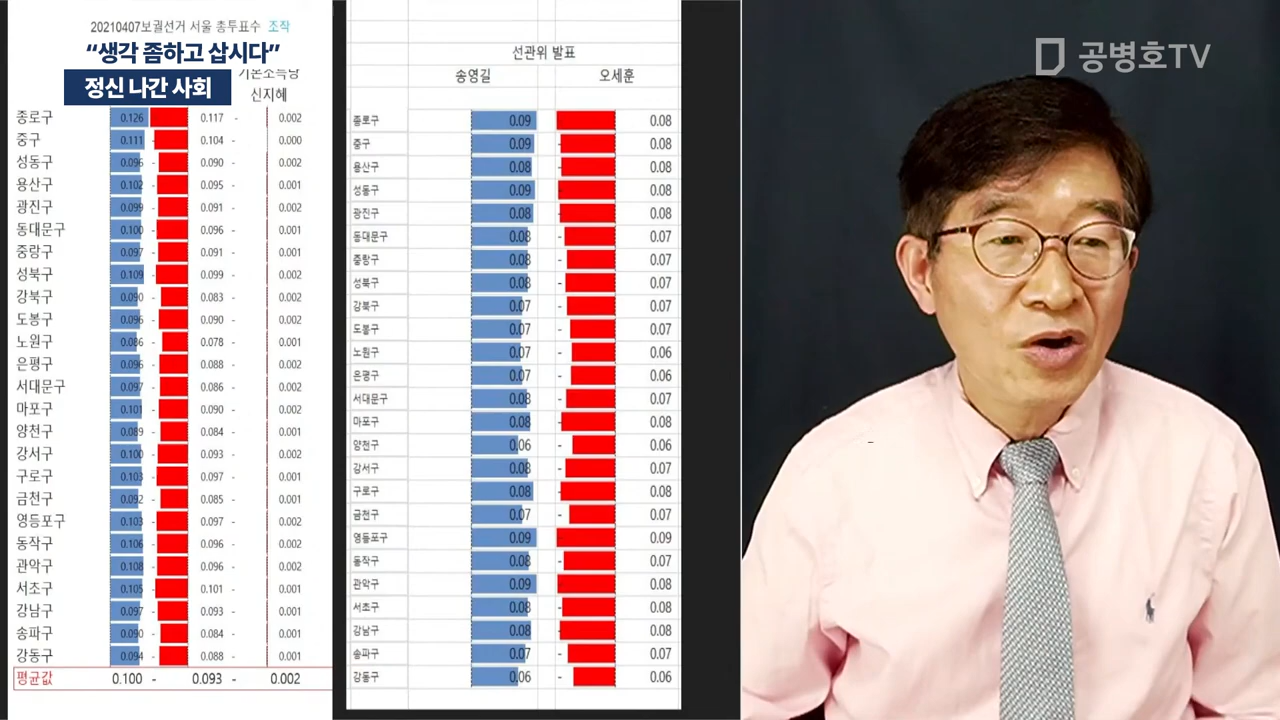 20210407보궐선거 서울 총투표수 조작
“생각 좀하고 삽시다”
정신 나간 사회
기본소득당
신지혜
종로구 0.126 0.117 - 0.002
중구 0.111 - 0.104 - 0.000
성동구 0.096 - 0.090 - 0.002
용산구 0.102 - 0.095 - 0.001
광진구 0.099 - 0.091 - 0.002
동대문구 0.100 - 0.096 - 0.001
중랑구 0.097 - 0.091 - 0.001
성북구 0.109 - 0.099 - 0.002
강북구 0.090 - 0.083 - 0.002
도봉구 0.096 - 0.090 - 0.002
노원구 0.086 - 0.078 - 0.001
은평구 0.096 - 0.088 - 0.002
서대문구 0.097 - 0.086 - 0.002
마포구 0.101 - 0.090 - 0.002
양천구 0.089 - 0.084 - 0.001
강서구 0.100 - 0.093 - 0.002
구로구 0.103 - 0.097 - 0.001
금천구 0.092 - 0.085 - 0.001
영등포구 0.103 - 0.097 - 0.002
동작구 0.106 - 0.096 - 0.002
관악구 0.108 - 0.096 - 0.002
서초구 0.105 - 0.101 - 0.001
강남구 0.097 - 0.093 - 0.001
송파구 0.090 - 0.084 - 0.001
강동구 0.094 - 0.088 - 0.001
평균값 0.100 - 0.093 - 0.002
선관위 발표
송영길 오세훈
종로구 0.09 0.08
중구 0.09 - 0.08
용산구 0.08 - 0.08
성동구 0.09 - 0.08
광진구 0.08 - 0.08
동대문구 0.08 - 0.07
중랑구 0.08 - 0.07
성북구 0.08 - 0.07
강북구 0.07 - 0.07
도봉구 0.07 - 0.07
노원구 0.07 - 0.06
은평구 0.07 - 0.06
서대문구 0.08 - 0.07
마포구 0.08 - 0.08
양천구 0.06 - 0.06
강서구 0.08 - 0.07
구로구 0.08 - 0.08
금천구 0.07 - 0.07
영등포구 0.09 - 0.09
동작구 0.08 - 0.07
관악구 0.09 - 0.08
서초구 0.08 - 0.08
강남구 0.08 - 0.08
송파구 0.07 - 0.07
강동구 0.06 - 0.06
공병호TV